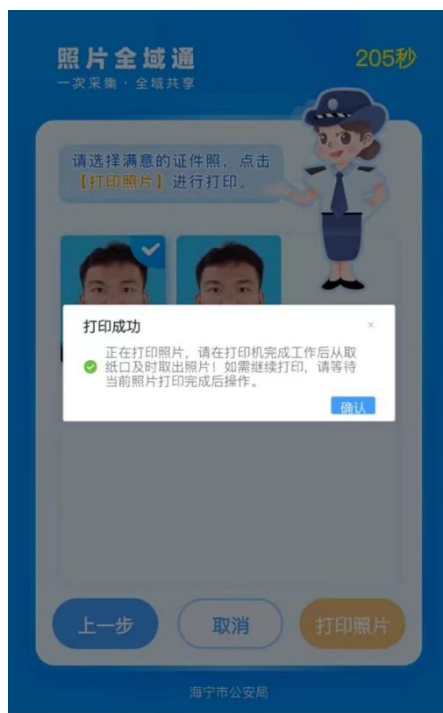 照片全域通
205秒
一次采集·全域共享
请选择满意的证件照，点击
【打印照片】进行打印。
打印成功
正在打印照片，请在打印机完成工作后从取
纸口及时取出照片！如需继续打印，请等待
当前照片打印完成后操作。
确认
上一步
取消
打印照片
海宁市公安局